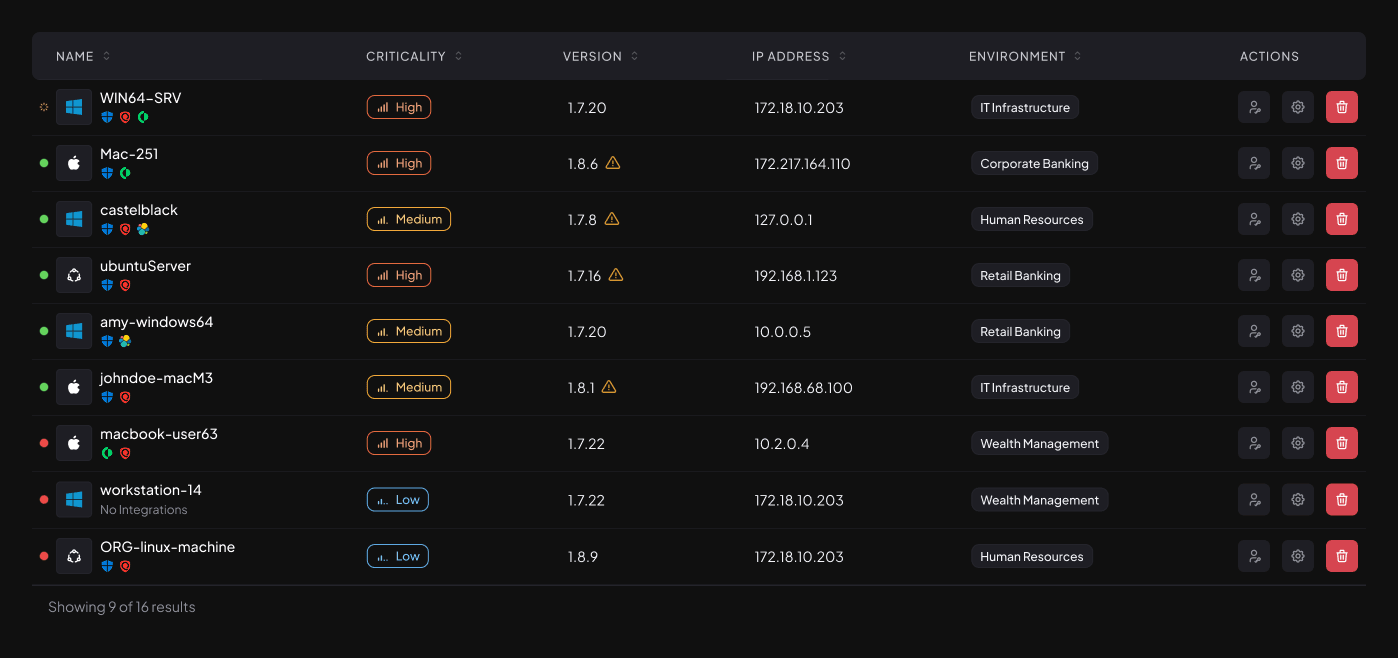 NAME CRITICALITY VERSION IP ADDRESS ENVIRONMENT ACTIONS
WIN64-SRV High 1.7.20 172.18.10.203 IT Infrastructure
Mac-251 High 1.8.6 172.217.164.110 Corporate Banking
castelblack Medium 1.7.8 127.0.0.1 Human Resources
ubuntuServer High 1.7.16 192.168.1.123 Retail Banking
amy-windows64 Medium 1.7.20 10.0.0.5 Retail Banking
johndoe-macM3 Medium 1.8.1 192.168.68.100 IT Infrastructure
macbook-user63 High 1.7.22 10.2.0.4 Wealth Management
workstation-14 Low 1.7.22 172.18.10.203 Wealth Management
No Integrations
ORG-linux-machine Low 1.8.9 172.18.10.203 Human Resources
Showing 9 of 16 results